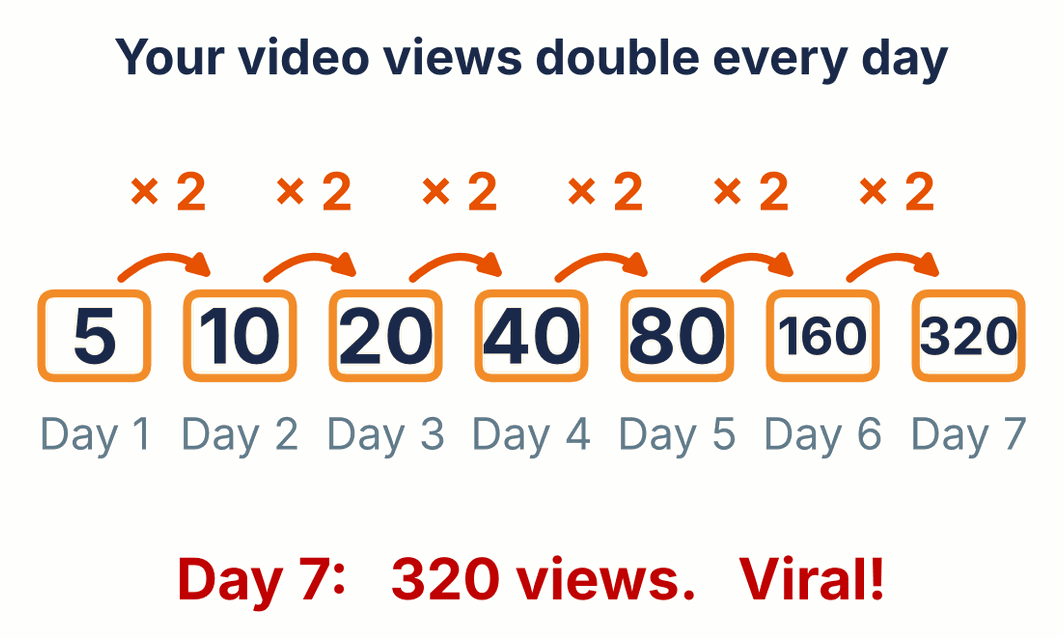 Your video views double every day
× 2 × 2 × 2 × 2 × 2 × 2
5 10 20 40 80 160 320
Day 1 Day 2 Day 3 Day 4 Day 5 Day 6 Day 7
Day 7: 320 views. Viral!